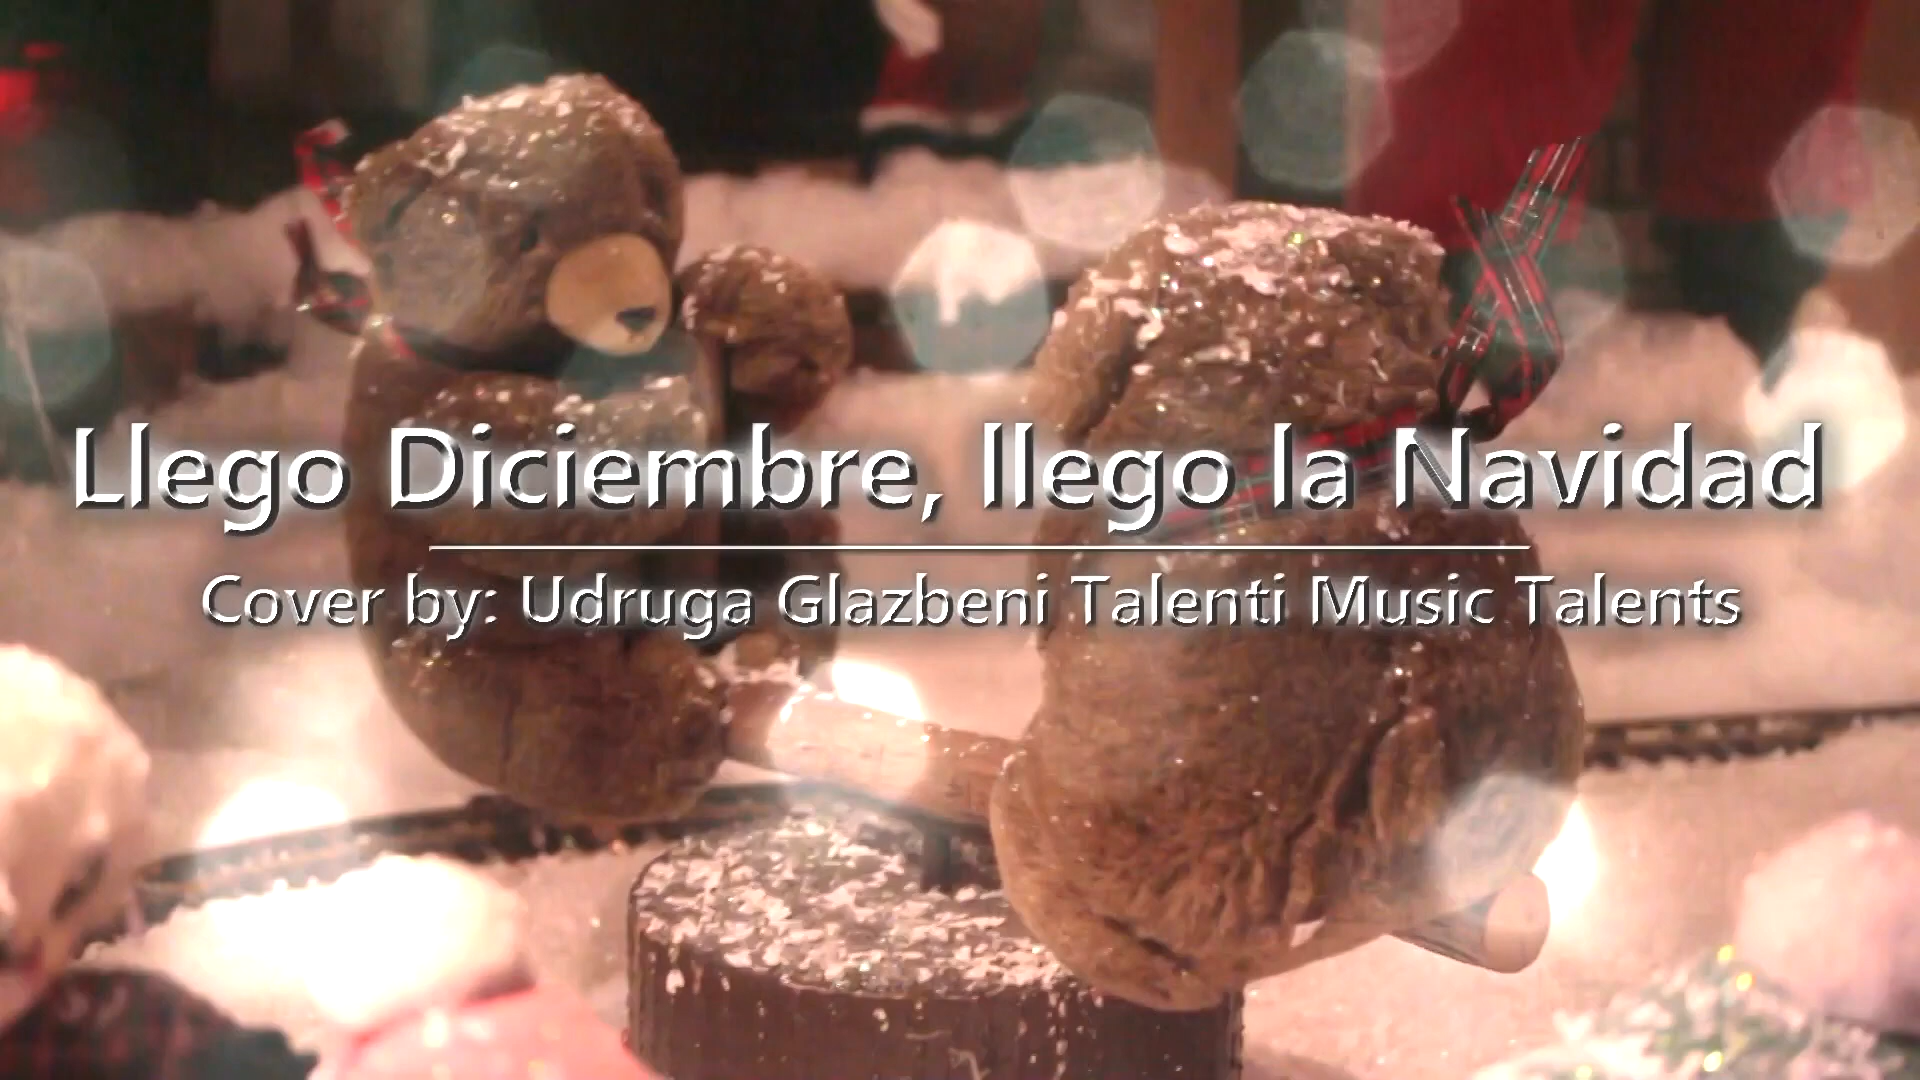 Llego Diciembre, llego la Navidad
Cover by: Udruga Glazbeni Talenti Music Talents